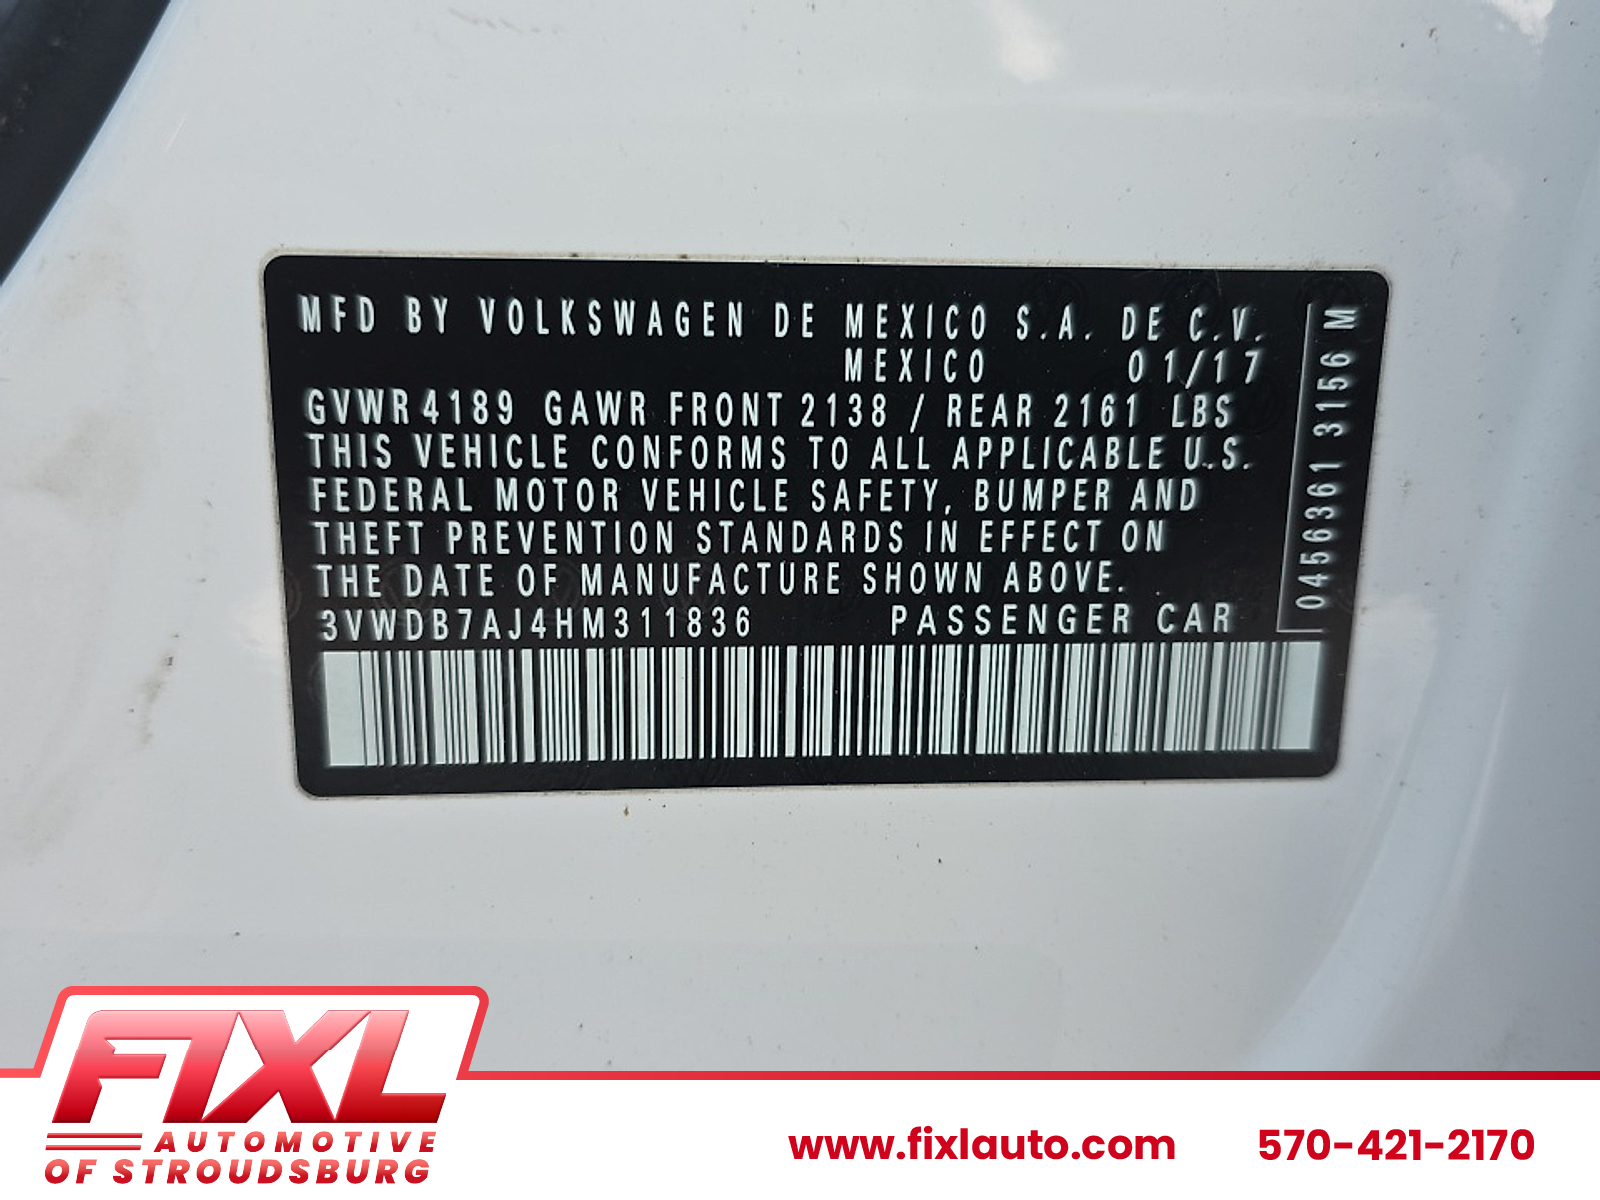 MFD BY VOLKSWAGEN DE MEXICO S.A. DE C.V.
MEXICO 01/17
GVWR 4189 GAWR FRONT 2138 / REAR 2161 LBS
THIS VEHICLE CONFORMS TO ALL APPLICABLE U.S.
FEDERAL MOTOR VEHICLE SAFETY, BUMPER AND
THEFT PREVENTION STANDARDS IN EFFECT ON
THE DATE OF MANUFACTURE SHOWN ABOVE.
3VWDB7AJ4HM311836 PASSENGER CAR
0456361 3156 M
FIXL
AUTOMOTIVE
OF STROUDSBURG
www.fixlauto.com 570-421-2170